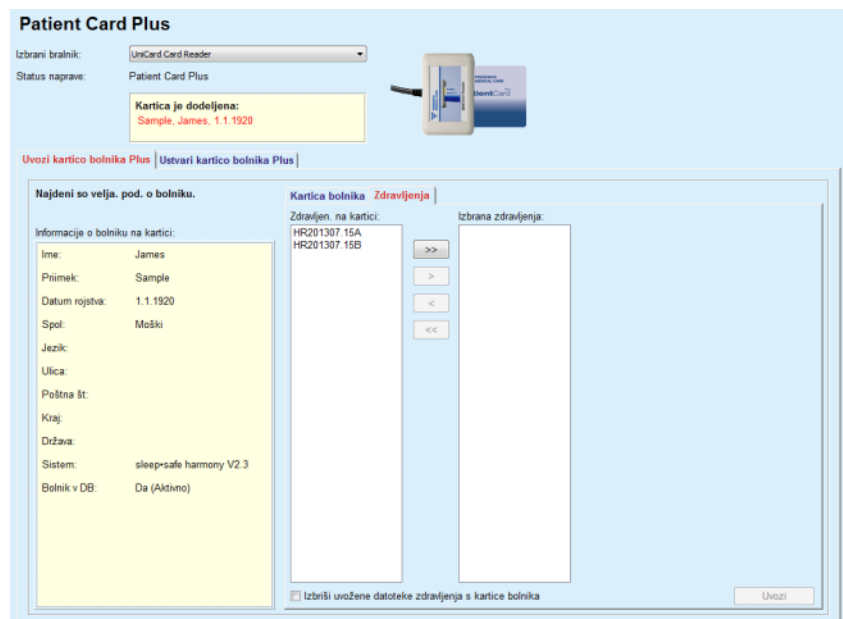 Patient Card Plus
Izbrani bralnik: UniCard Card Reader
Status naprave: Patient Card Plus
Kartica je dodeljena:
Sample, James, 1.1.1920
Uvozi kartico bolnika Plus Ustvari kartico bolnika Plus
Najdeni so velja. pod. o bolniku.
Informacije o bolniku na kartici:
Ime: James
Priimek: Sample
Datum rojstva: 1.1.1920
Spol: Moški
Jezik:
Ulica:
Poštna št:
Kraj:
Država:
Sistem: sleep•safe harmony V2.3
Bolnik v DB: Da (Aktivno)
Kartica bolnika Zdravljenja
Zdravljen. na kartici: Izbrana zdravljenja:
HR201307.15A
HR201307.15B
>>
>
<
<<
Izbriši uvožene datoteke zdravljenja s kartice bolnika
Uvozi